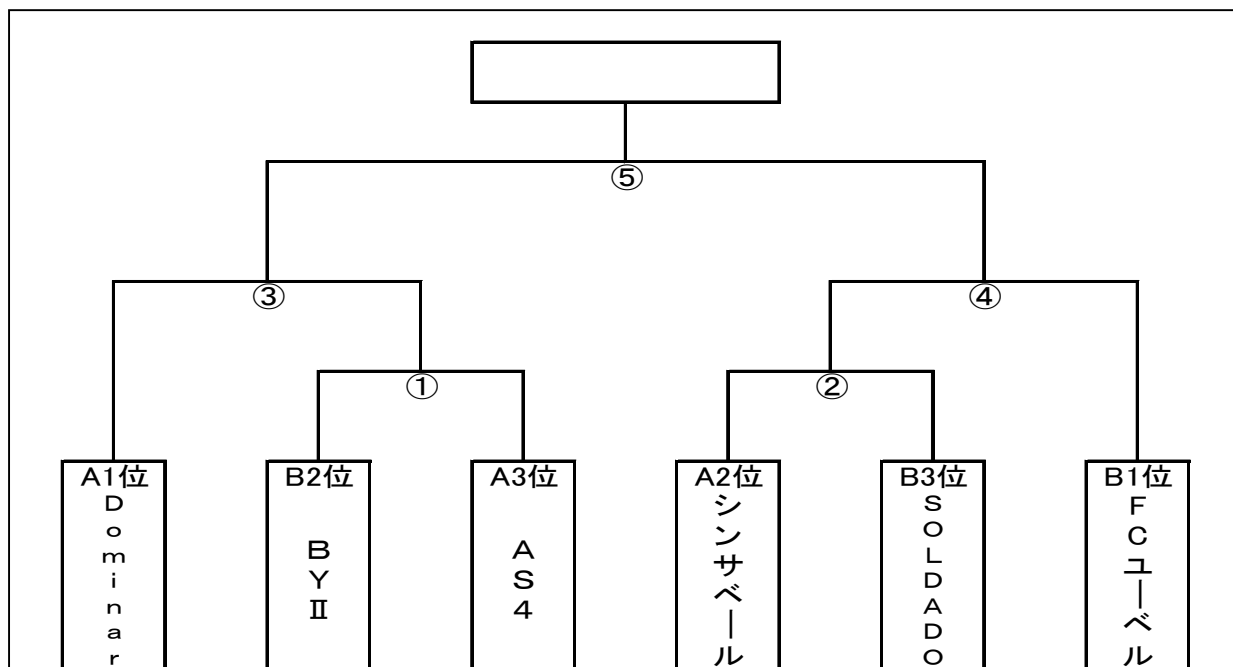 ⑤
③
④
①
②
A1位
Dominar
B2位
BYⅡ
A3位
AS4
A2位
シンサベール
B3位
SOLDADO
B1位
FCユーベル